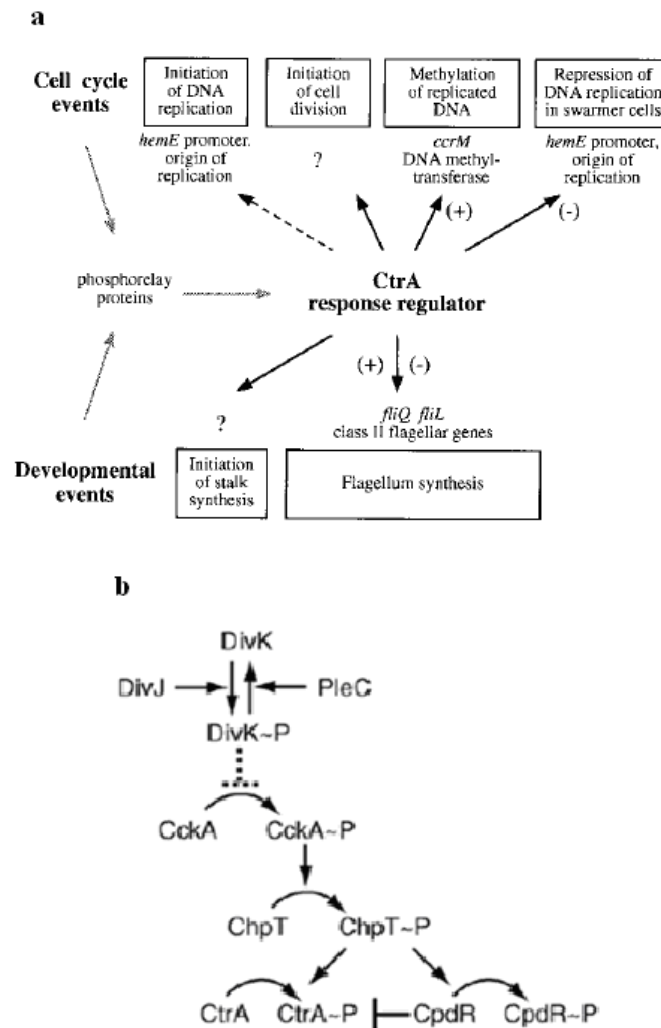 a
Cell cycle
events
Initiation
of DNA
replication
Initiation
of cell
division
Methylation
of replicated
DNA
Repression of
DNA replication
in swarmer cells
hemE promoter,
origin of
replication
?
ccrM
DNA methyl-
transferase
hemE promoter,
origin of
replication
(+)
(-)
phosphorelay
proteins
CtrA
response regulator
(+)
(-)
?
fliQ fliL
class II flagellar genes
Developmental
events
Initiation
of stalk
synthesis
Flagellum synthesis
b
DivK
DivJ
PleC
DivK~P
CckA
CckA~P
ChpT
ChpT~P
CtrA
CtrA~P
CpdR
CpdR~P